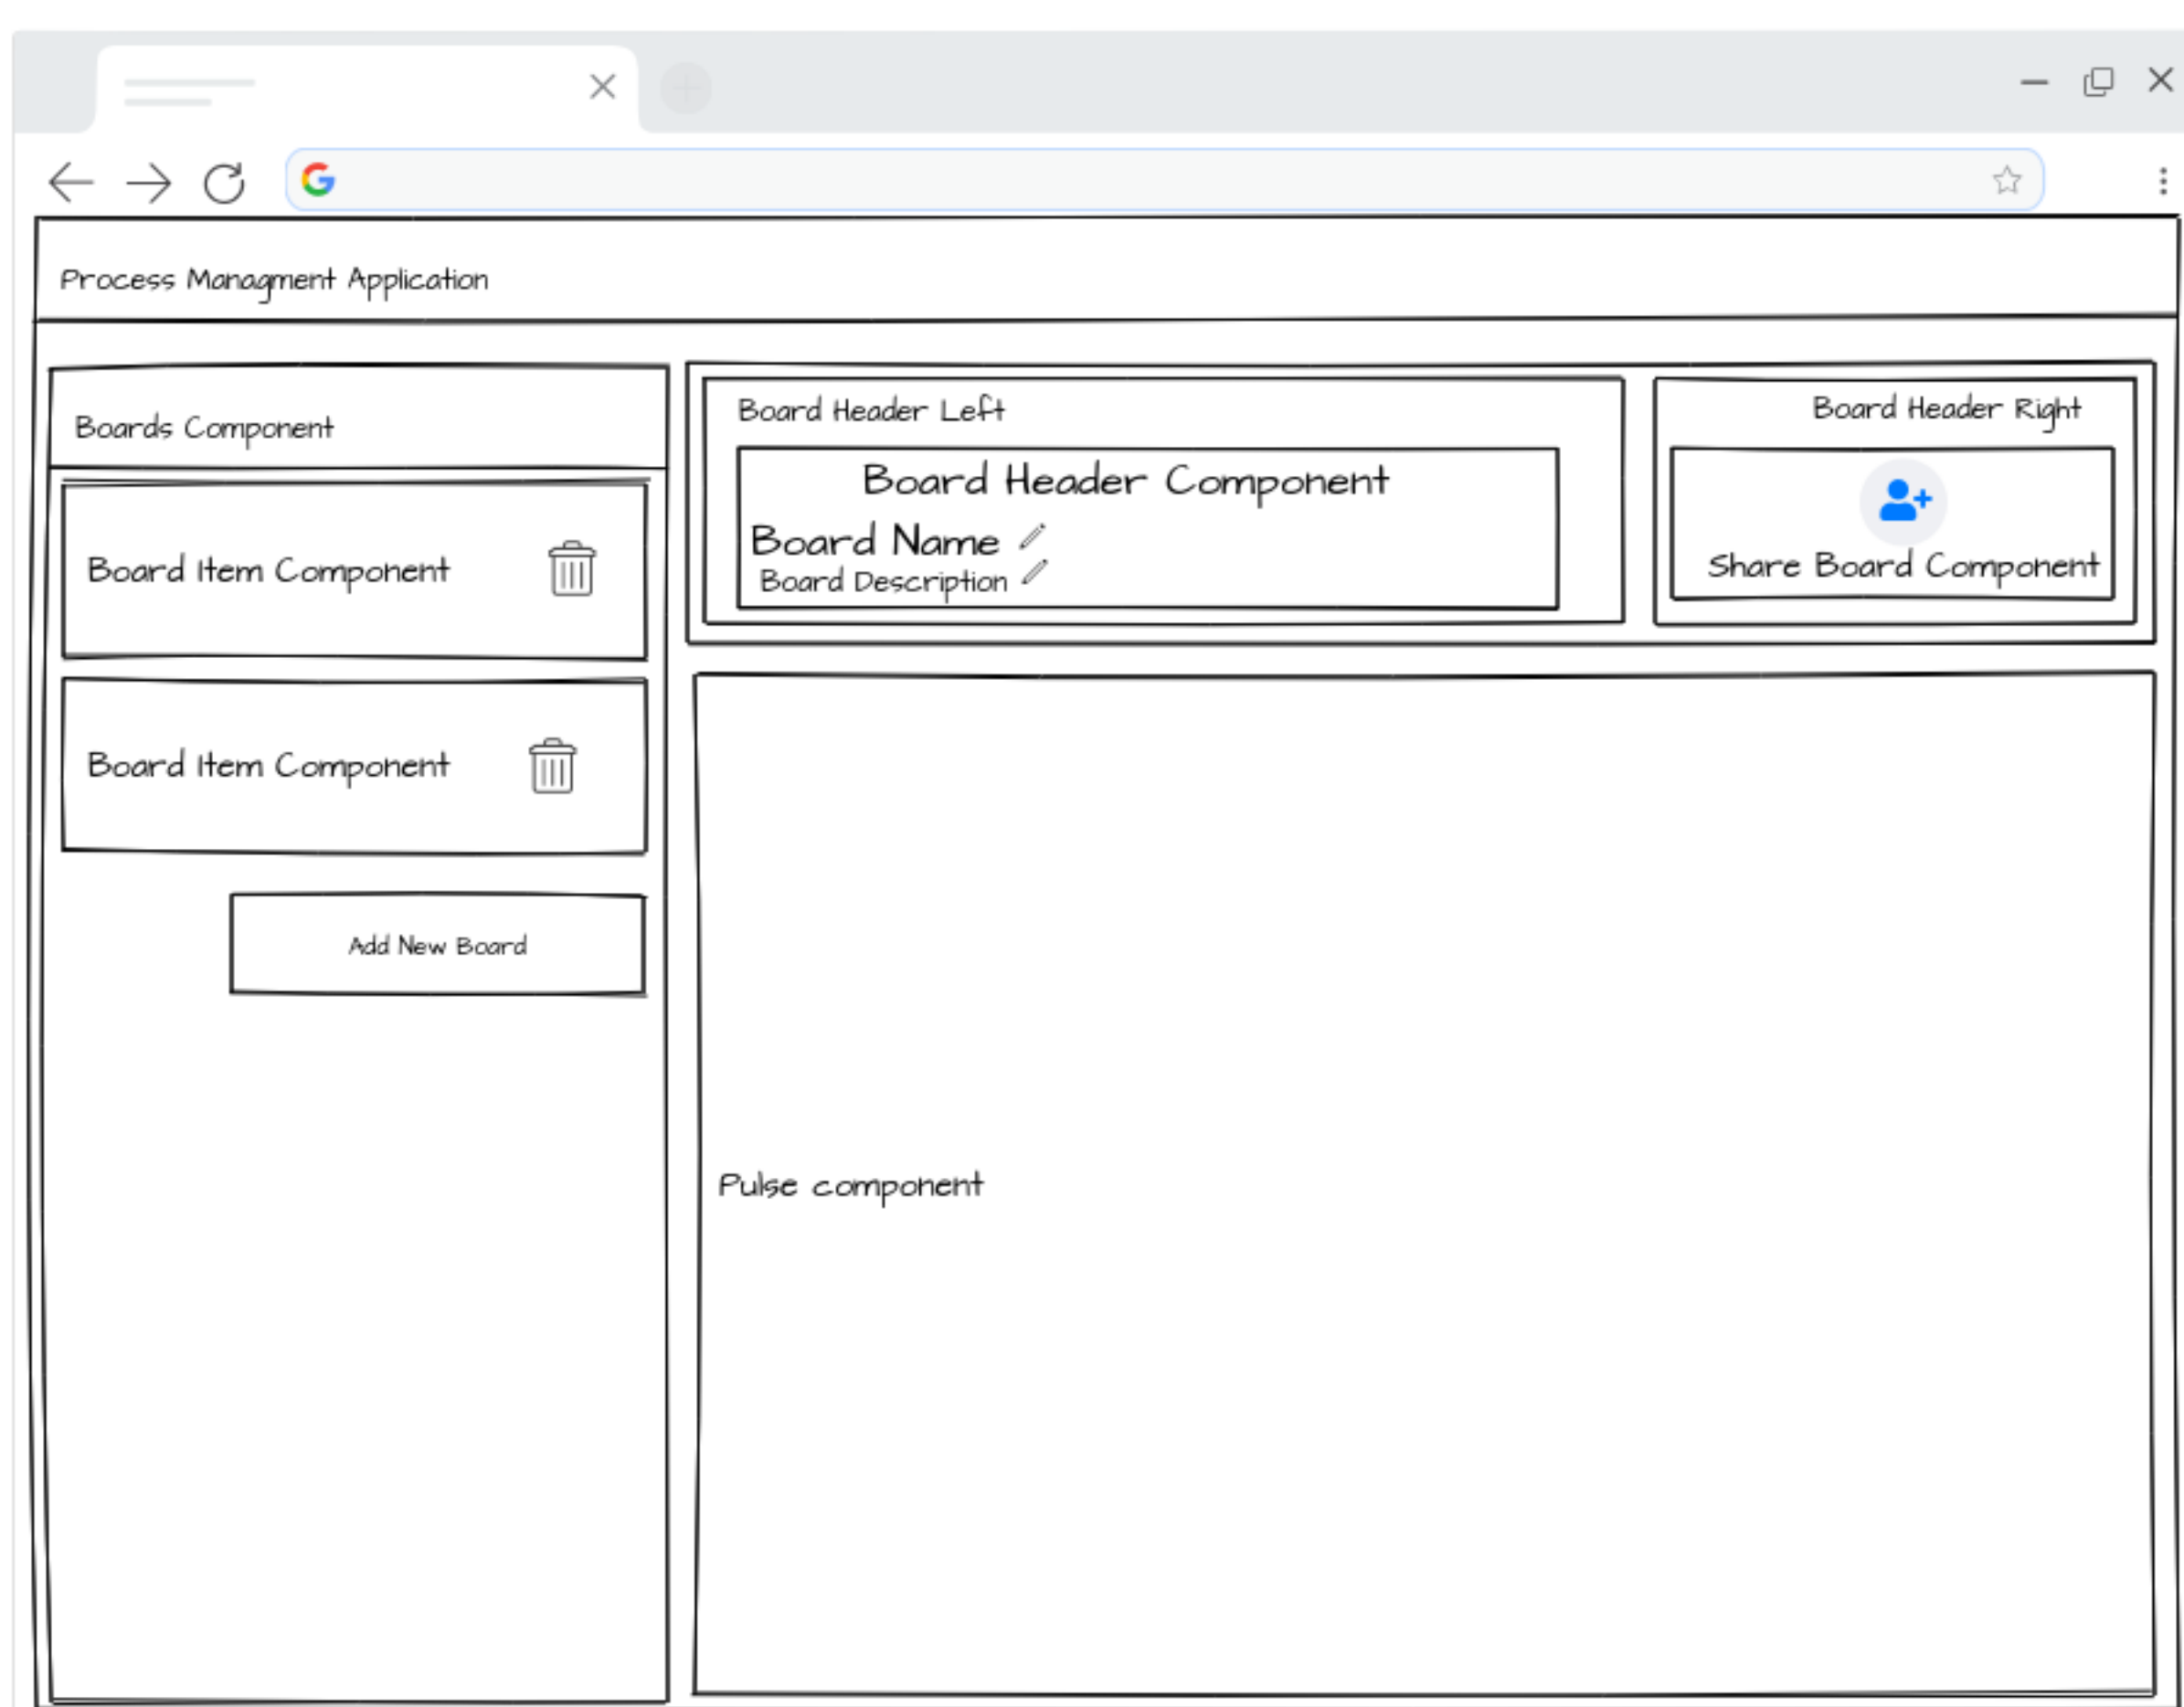 Process Managment Application
Boards Component
Board Item Component
Board Item Component
Add New Board
Board Header Left
Board Header Component
Board Name
Board Description
Board Header Right
Share Board Component
Pulse component